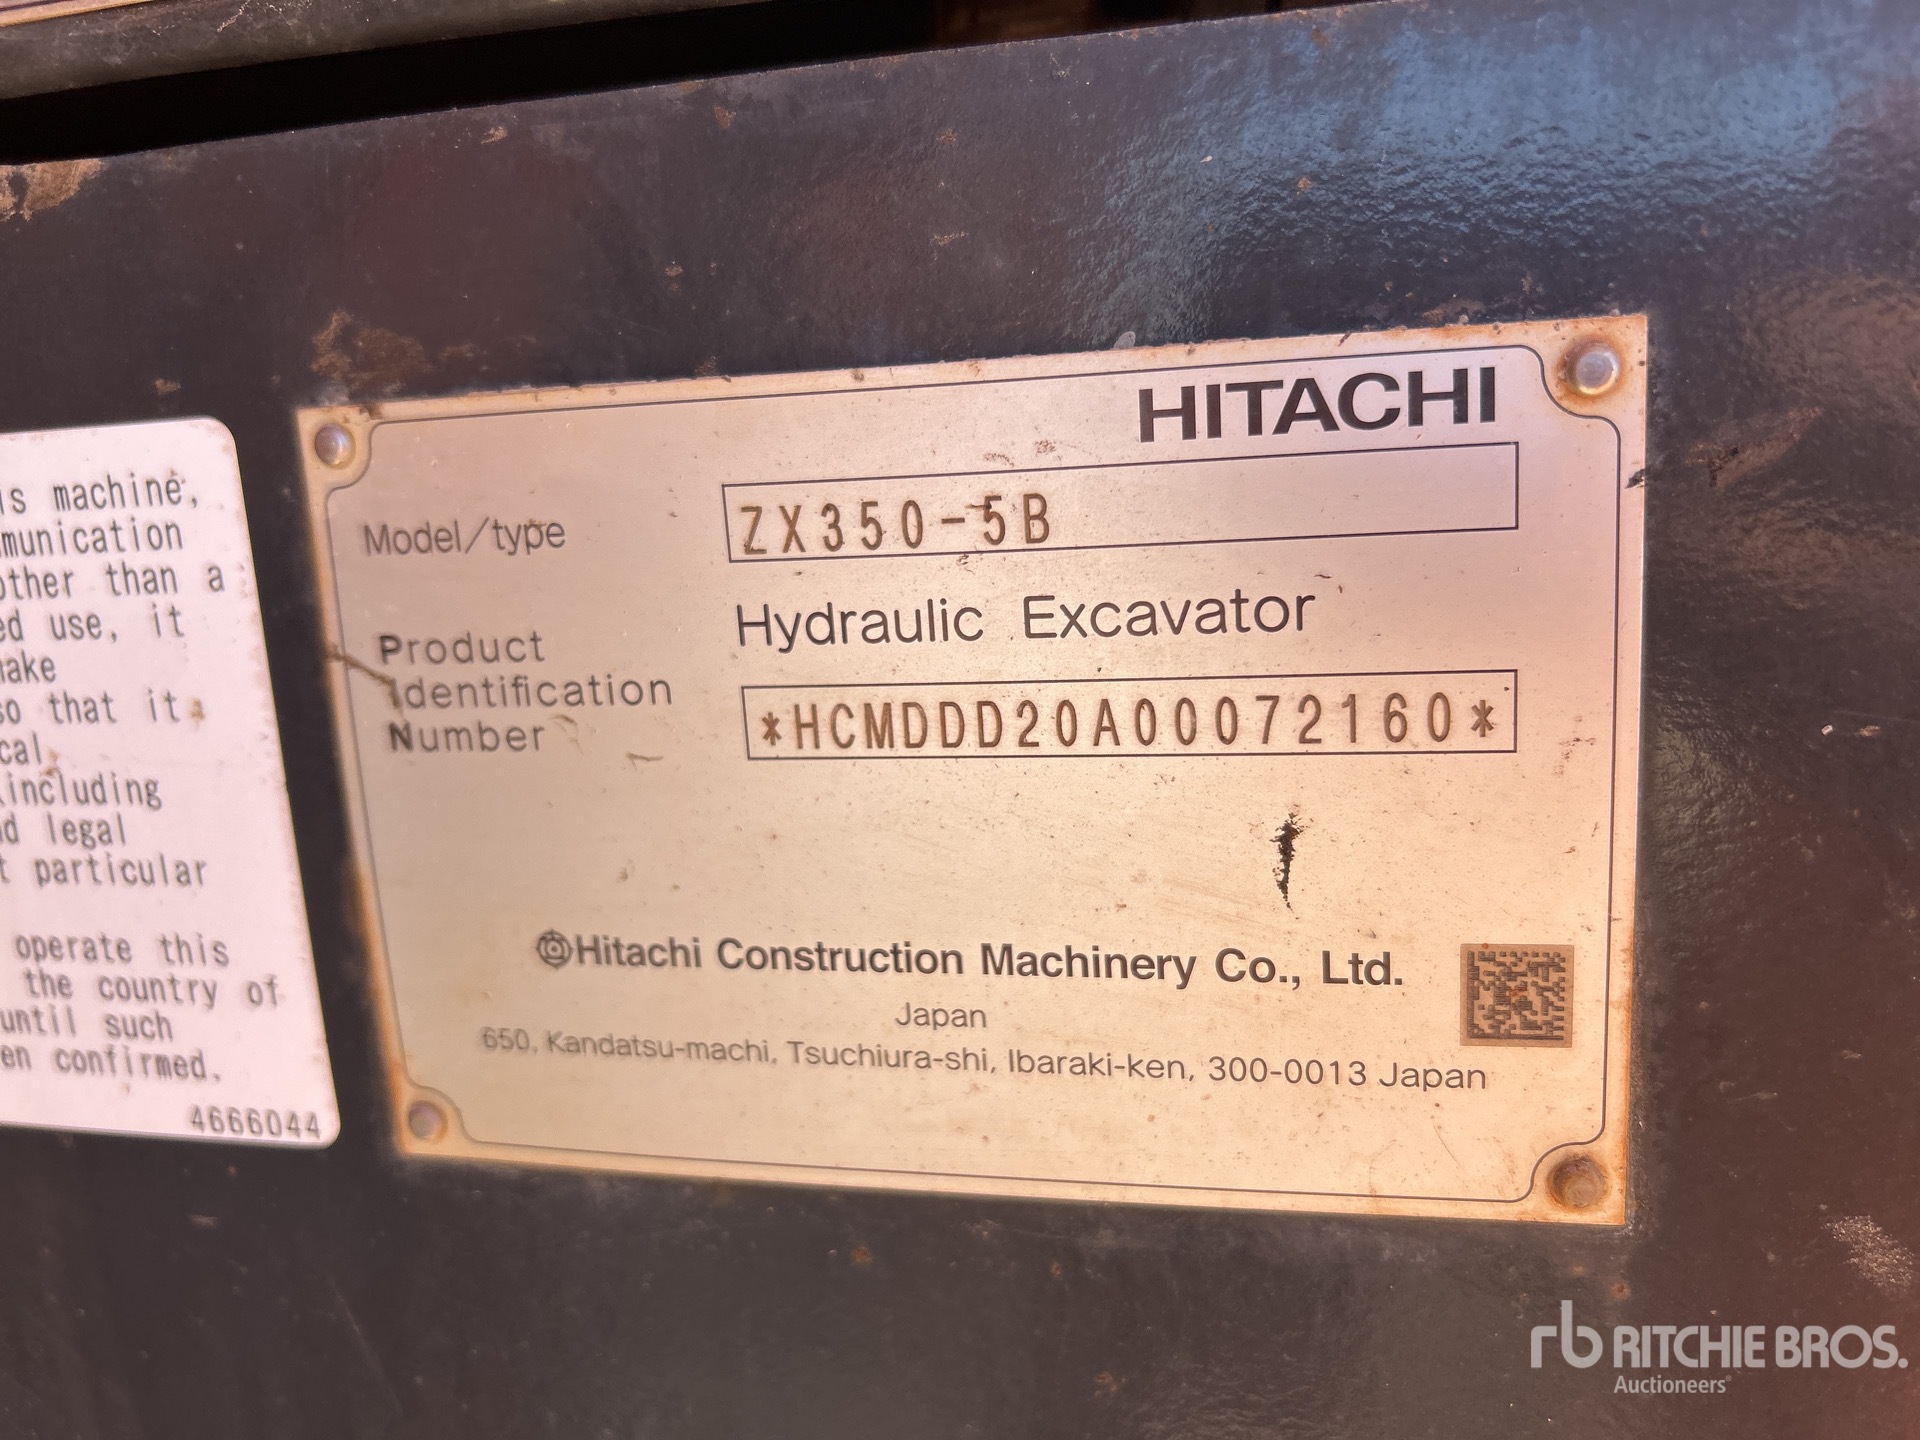 is machine,
munication
other than a
ed use, it
make
so that it
cal
including
d legal
t particular
operate this
the country of
until such
en confirmed.
4666044
HITACHI
Model/type ZX350-5B
Hydraulic Excavator
Product
Identification
Number *HCMDDD20A00072160*
Hitachi Construction Machinery Co., Ltd.
Japan
650, Kandatsu-machi, Tsuchiura-shi, Ibaraki-ken, 300-0013 Japan
rb RITCHIE BROS.
Auctioneers